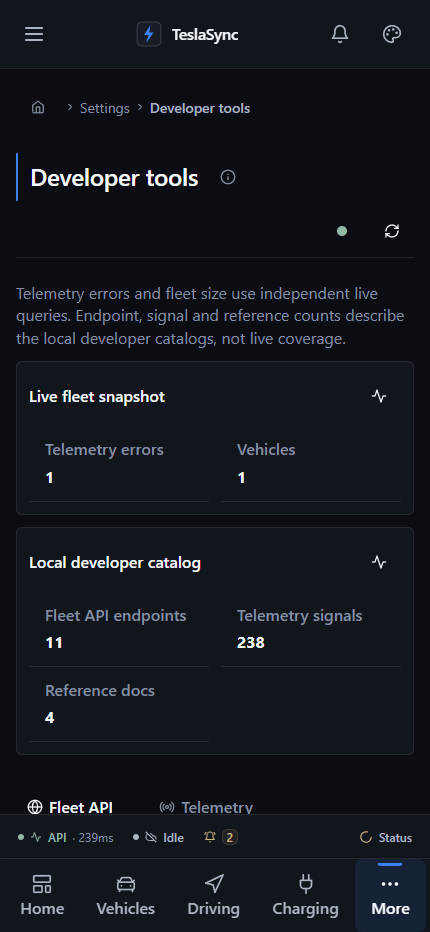 TeslaSync
Settings > Developer tools
Developer tools
Telemetry errors and fleet size use independent live
queries. Endpoint, signal and reference counts describe
the local developer catalogs, not live coverage.
Live fleet snapshot
Telemetry errors Vehicles
1 1
Local developer catalog
Fleet API endpoints Telemetry signals
11 238
Reference docs
4
Fleet API Telemetry
API · 239ms Idle 2 Status
Home Vehicles Driving Charging More